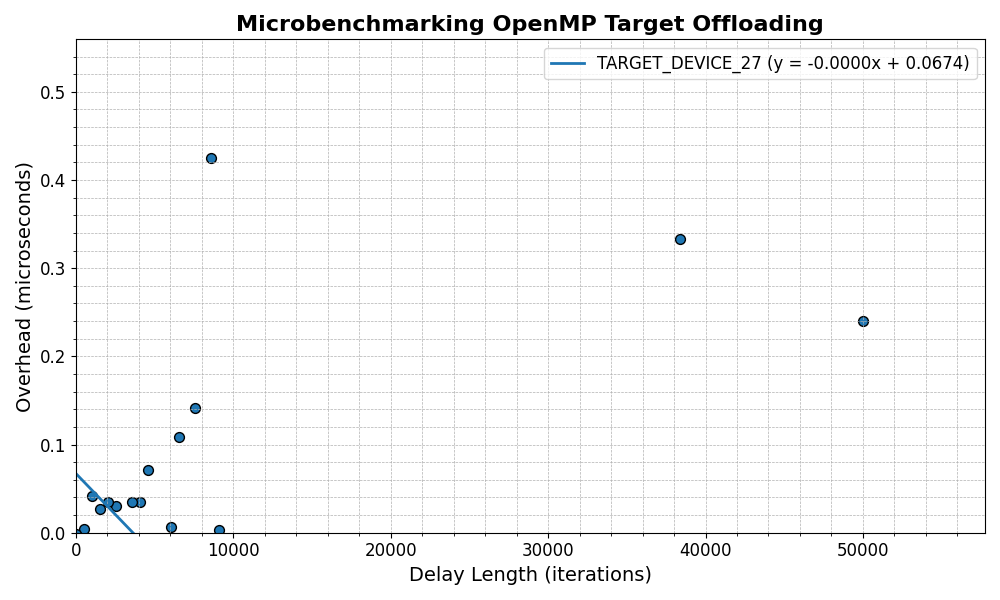 Microbenchmarking OpenMP Target Offloading
TARGET_DEVICE_27 (y = -0.0000x + 0.0674)
Overhead (microseconds)
0.5
0.4
0.3
0.2
0.1
0.0
0 10000 20000 30000 40000 50000
Delay Length (iterations)